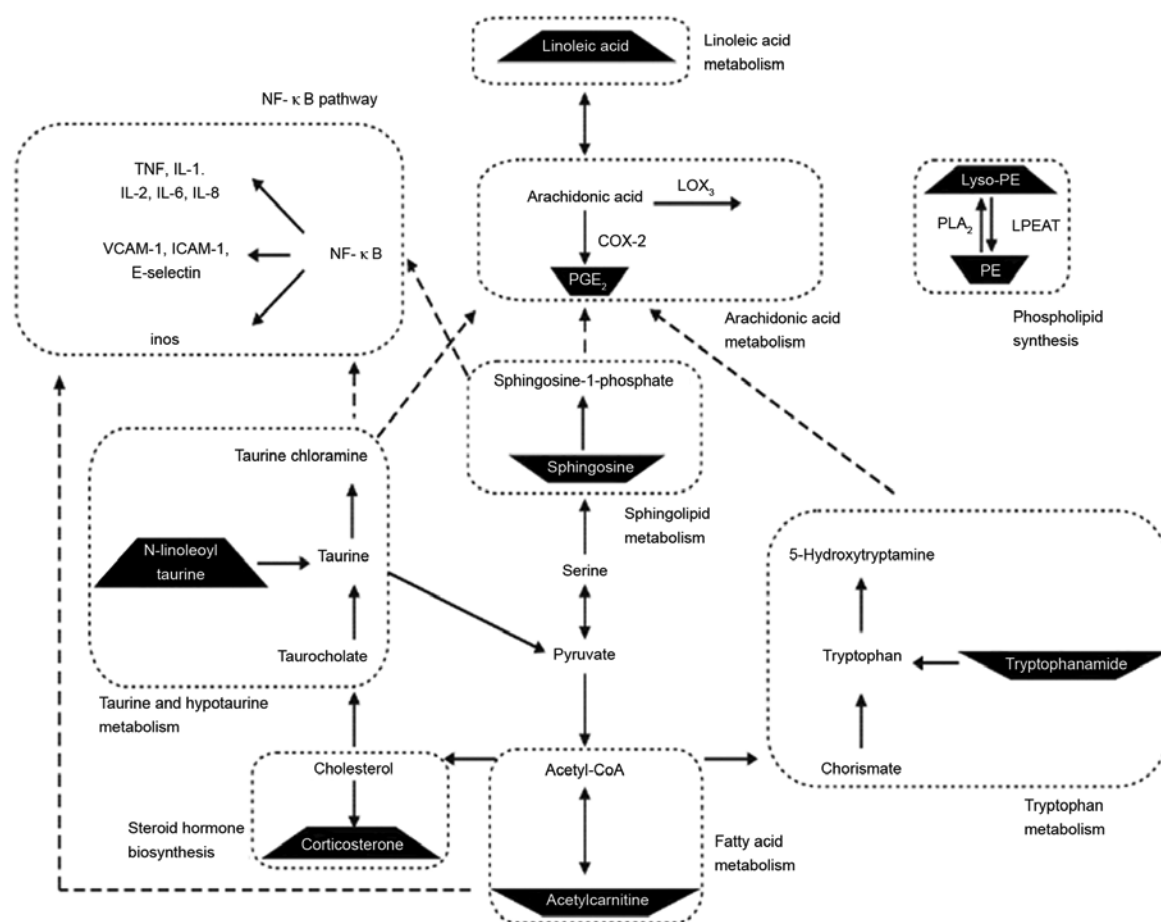 Linoleic acid
Linoleic acid
metabolism
NF- κ B pathway
TNF, IL-1.
IL-2, IL-6, IL-8
VCAM-1, ICAM-1,
E-selectin
NF- κ B
inos
Arachidonic acid
LOX₃
COX-2
PGE₂
Arachidonic acid
metabolism
Lyso-PE
PLA₂
LPEAT
PE
Phospholipid
synthesis
Sphingosine-1-phosphate
Sphingosine
Sphingolipid
metabolism
Taurine chloramine
N-linoleoyl
taurine
Taurine
Taurocholate
Taurine and hypotaurine
metabolism
Serine
Pyruvate
5-Hydroxytryptamine
Tryptophan
Tryptophanamide
Chorismate
Tryptophan
metabolism
Cholesterol
Corticosterone
Steroid hormone
biosynthesis
Acetyl-CoA
Acetylcarnitine
Fatty acid
metabolism